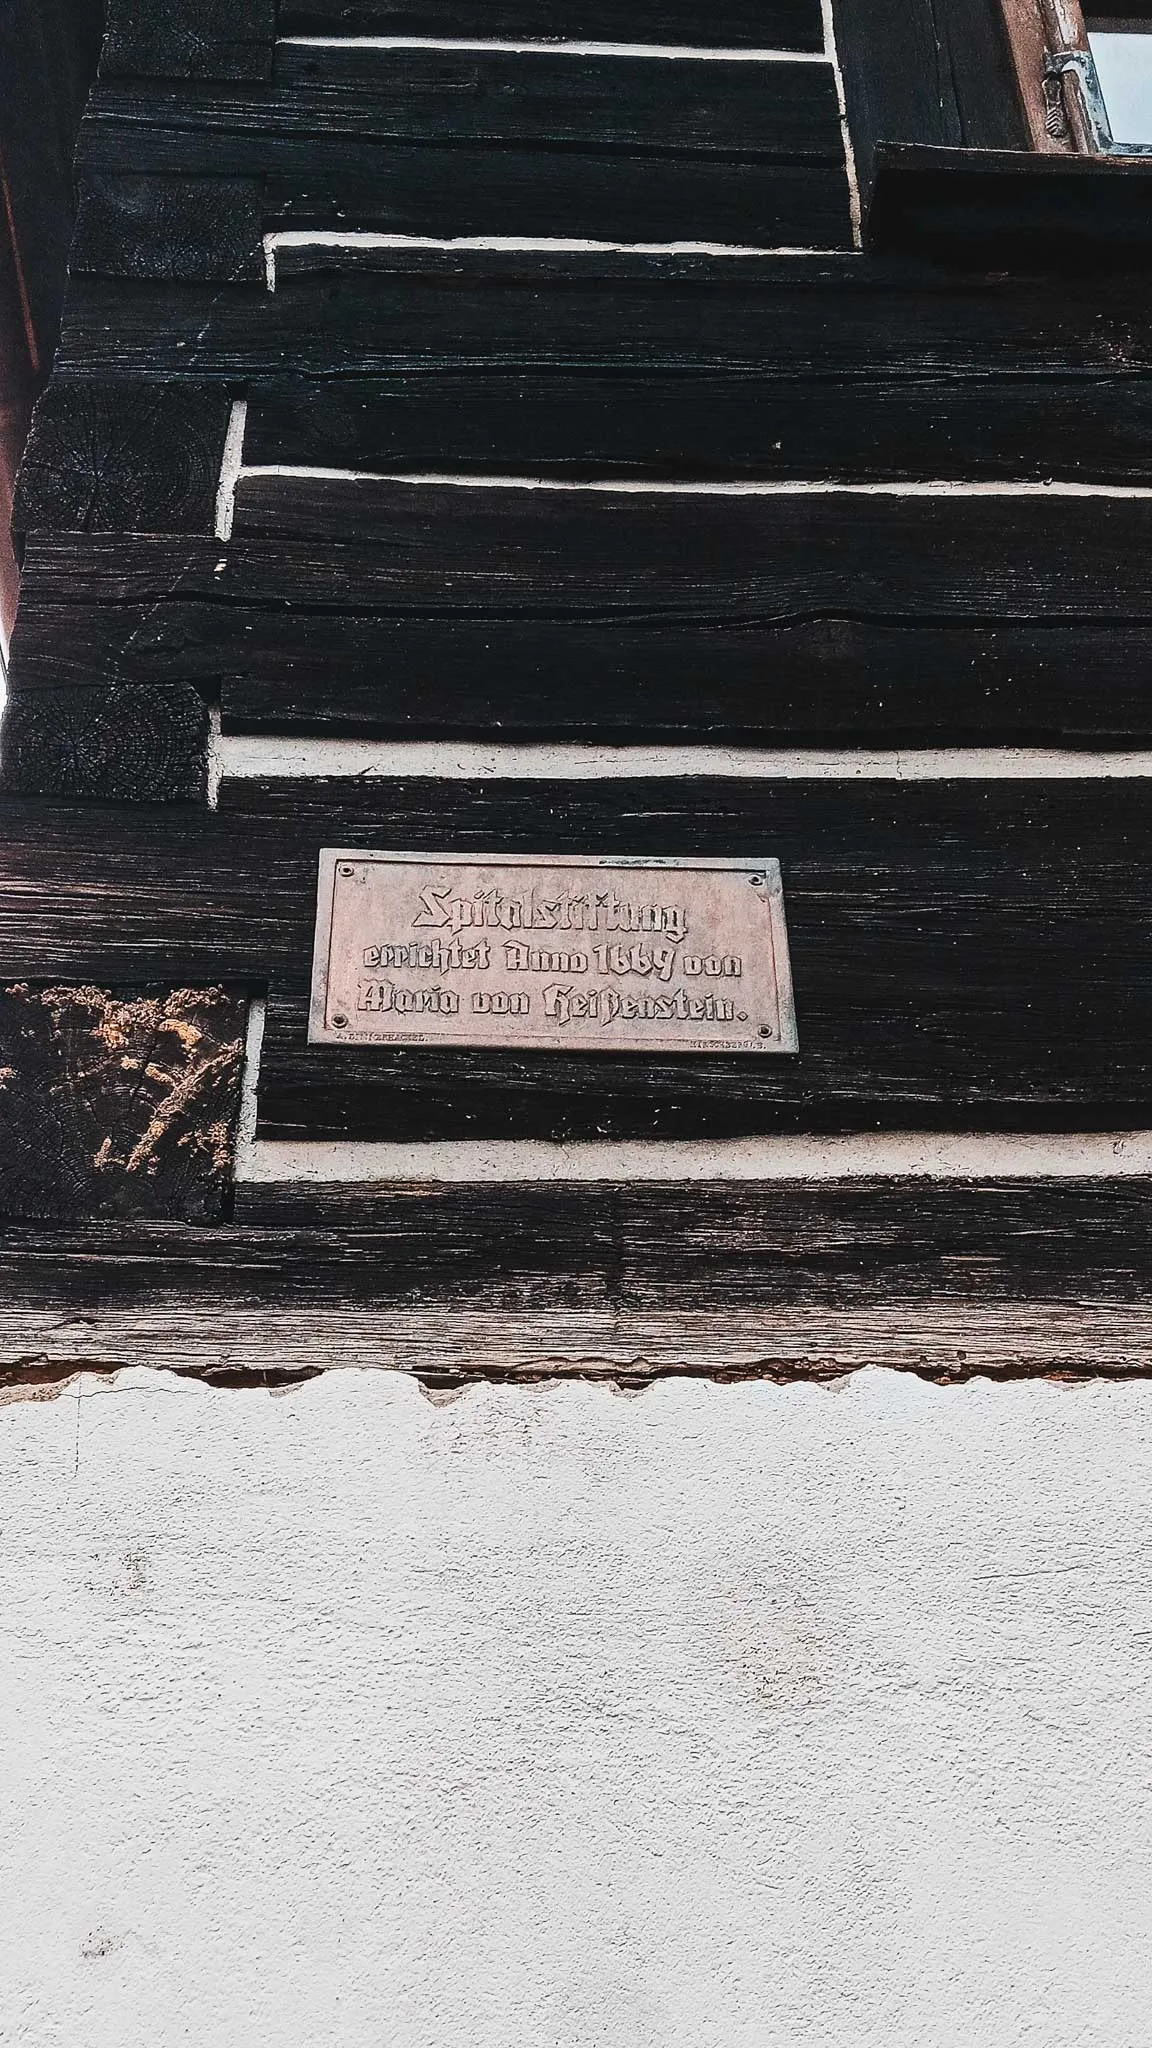 Spitalstiftung
errichtet Anno 1669 von
Maria von Heißenstein.